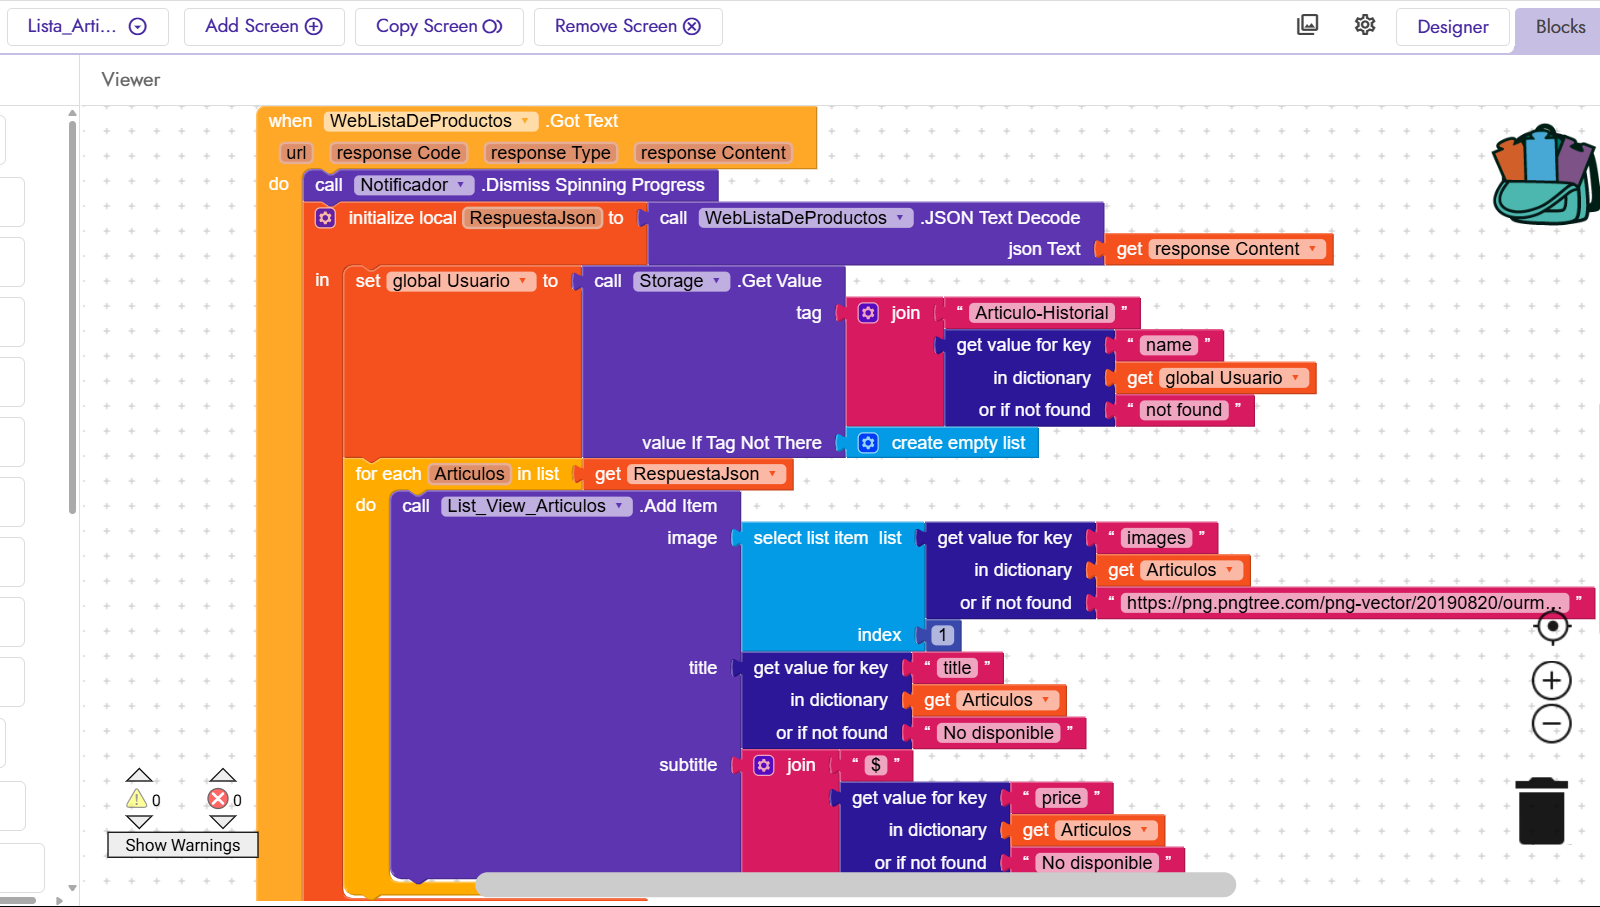 Lista_Arti... Add Screen Copy Screen Remove Screen Designer Blocks
Viewer
when WebListaDeProductos .Got Text
url response Code response Type response Content
do call Notificador .Dismiss Spinning Progress
initialize local RespuestaJson to call WebListaDeProductos .JSON Text Decode
json Text get response Content
in set global Usuario to call Storage .Get Value
tag join “ Articulo-Historial ”
get value for key “ name ”
in dictionary get global Usuario
or if not found “ not found ”
value If Tag Not There create empty list
for each Articulos in list get RespuestaJson
do call List_View_Articulos .Add Item
image select list item list get value for key “ images ”
in dictionary get Articulos
or if not found “ https://png.pngtree.com/png-vector/20190820/ourm... ”
index 1
title get value for key “ title ”
in dictionary get Articulos
or if not found “ No disponible ”
subtitle join “ $ ”
get value for key “ price ”
in dictionary get Articulos
or if not found “ No disponible ”
0 0
Show Warnings